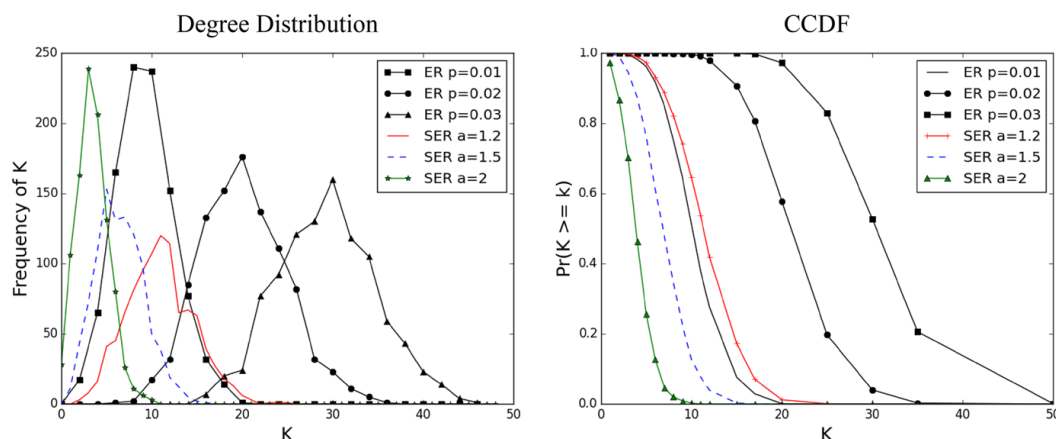 Degree Distribution
250
200
150
100
50
0
Frequency of K
0 10 20 30 40 50
K
ER p=0.01
ER p=0.02
ER p=0.03
SER a=1.2
SER a=1.5
SER a=2
CCDF
1.0
0.8
0.6
0.4
0.2
0.0
Pr(K >= k)
0 10 20 30 40 50
K
ER p=0.01
ER p=0.02
ER p=0.03
SER a=1.2
SER a=1.5
SER a=2